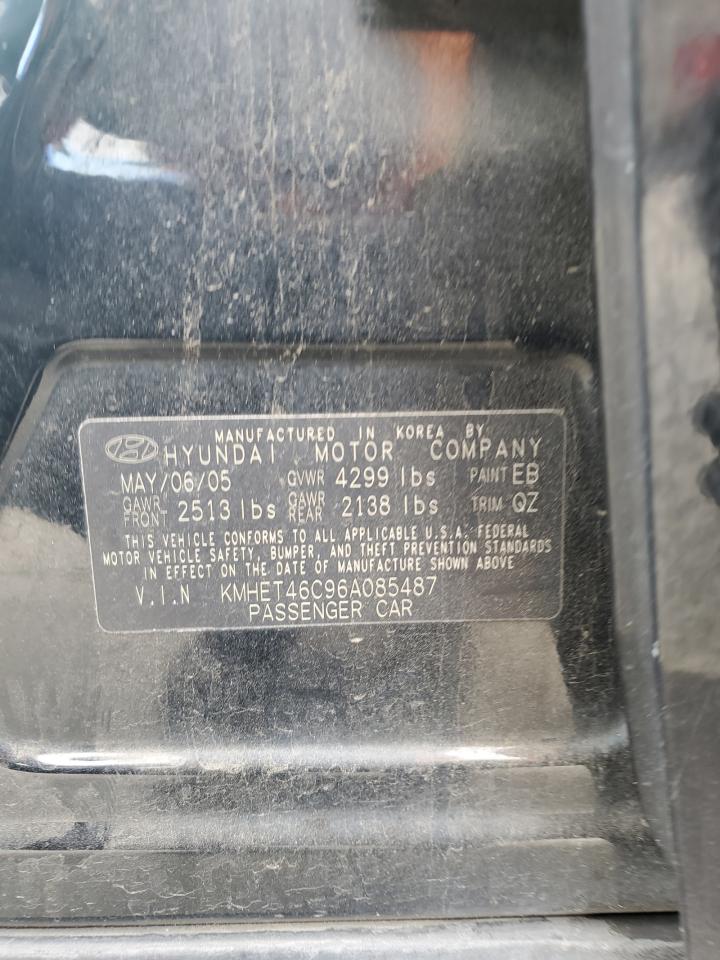 MANUFACTURED IN KOREA BY
HYUNDAI MOTOR COMPANY
MAY/06/05 GVWR 4299 lbs PAINT EB
GAWR FRONT 2513 lbs GAWR REAR 2138 lbs TRIM QZ
THIS VEHICLE CONFORMS TO ALL APPLICABLE U.S.A. FEDERAL
MOTOR VEHICLE SAFETY, BUMPER, AND THEFT PREVENTION STANDARDS
IN EFFECT ON THE DATE OF MANUFACTURE SHOWN ABOVE
V.I.N KMHET46C96A085487
PASSENGER CAR